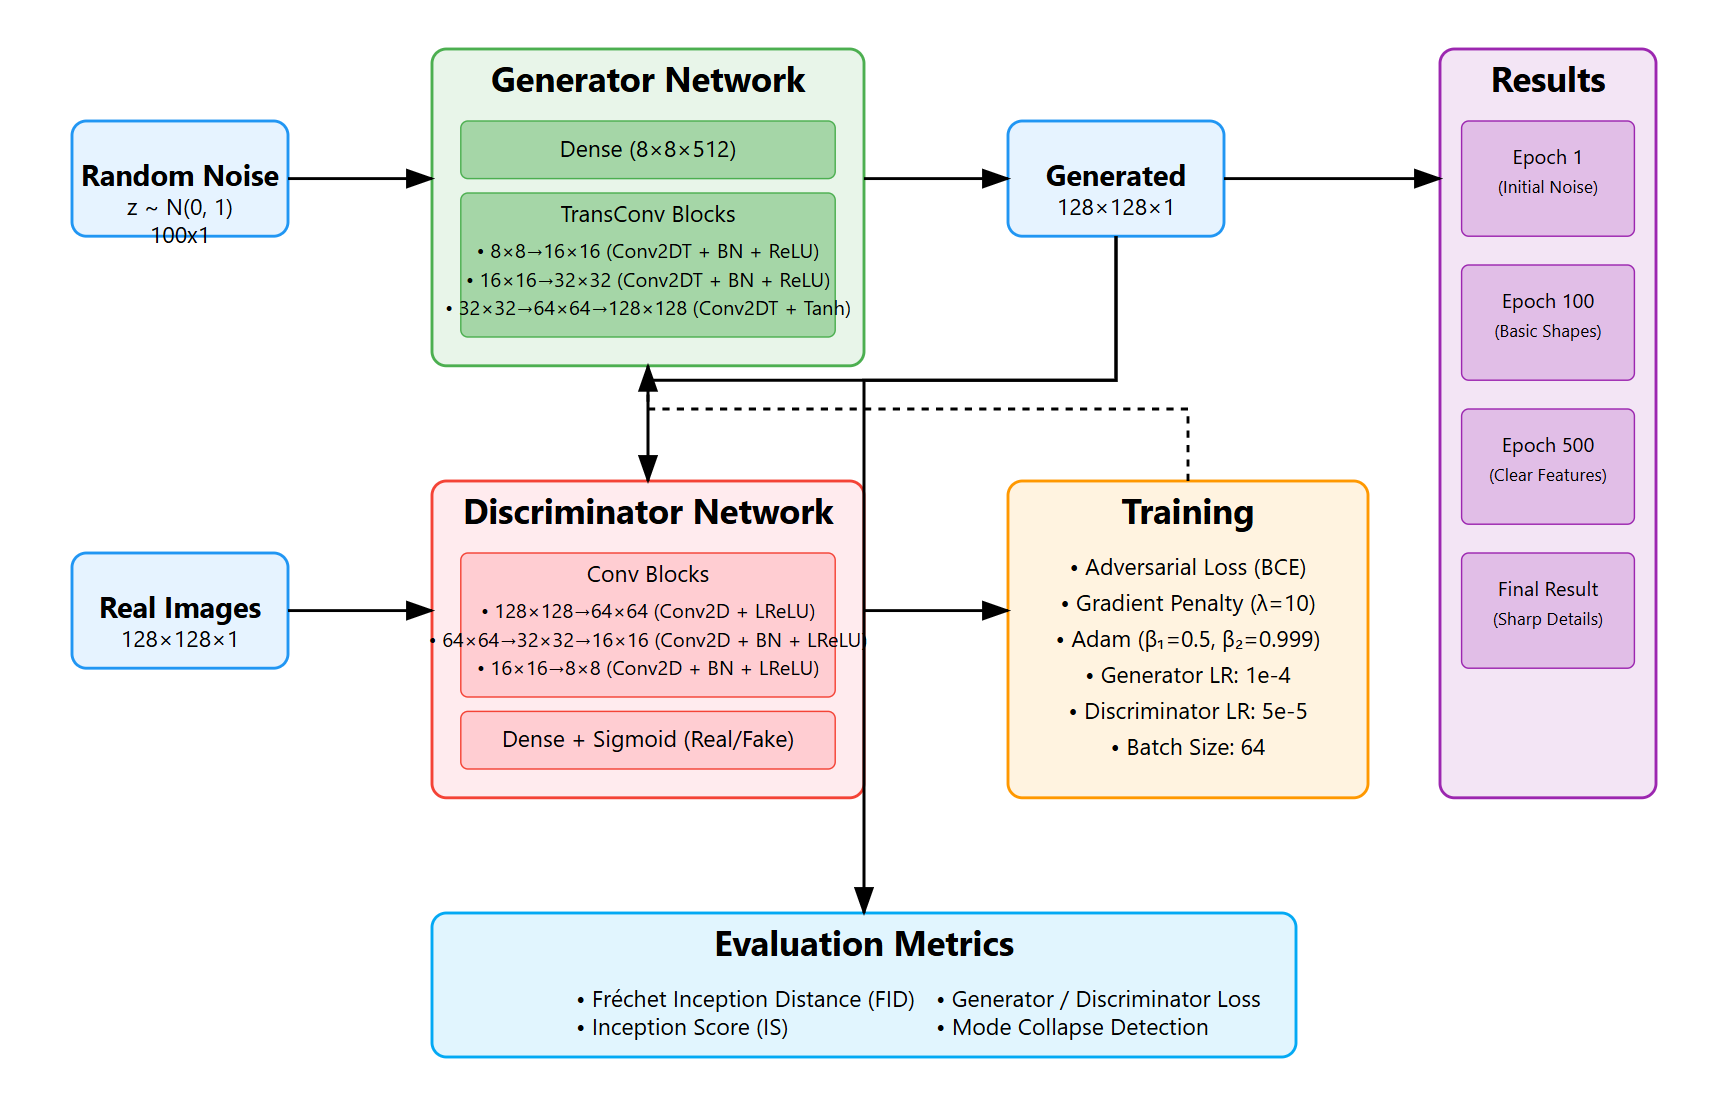 Random Noise
z ~ N(0, 1)
100x1
Generator Network
Dense (8×8×512)
TransConv Blocks
• 8×8→16×16 (Conv2DT + BN + ReLU)
• 16×16→32×32 (Conv2DT + BN + ReLU)
• 32×32→64×64→128×128 (Conv2DT + Tanh)
Generated
128×128×1
Results
Epoch 1
(Initial Noise)
Epoch 100
(Basic Shapes)
Epoch 500
(Clear Features)
Final Result
(Sharp Details)
Real Images
128×128×1
Discriminator Network
Conv Blocks
• 128×128→64×64 (Conv2D + LReLU)
• 64×64→32×32→16×16 (Conv2D + BN + LReLU)
• 16×16→8×8 (Conv2D + BN + LReLU)
Dense + Sigmoid (Real/Fake)
Training
• Adversarial Loss (BCE)
• Gradient Penalty (λ=10)
• Adam (β₁=0.5, β₂=0.999)
• Generator LR: 1e-4
• Discriminator LR: 5e-5
• Batch Size: 64
Evaluation Metrics
• Fréchet Inception Distance (FID)
• Inception Score (IS)
• Generator / Discriminator Loss
• Mode Collapse Detection